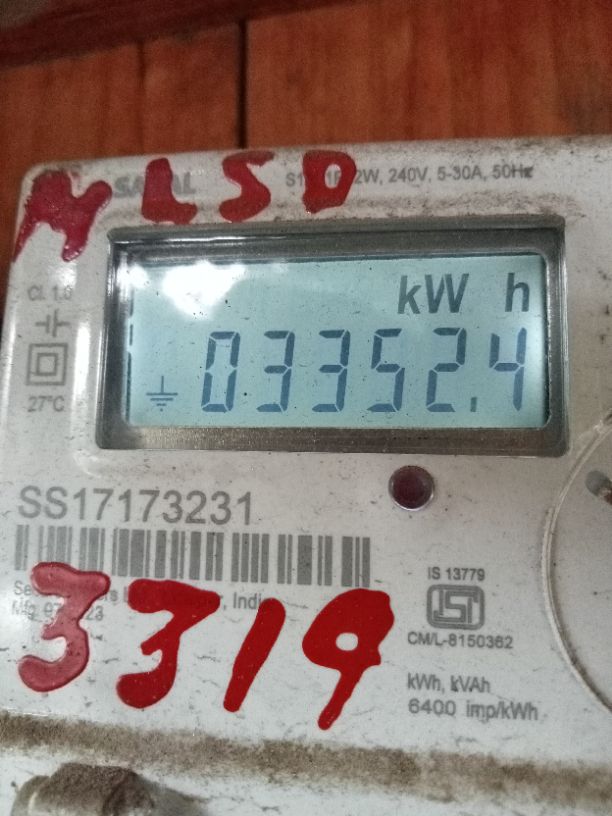 NLSD
240V, 5-30A, 50Hz
Cl. 1.0
kW h
03352.4
27°C
SS17173231
IS 13779
CM/L-8150362
3319
kWh, kVAh
6400 imp/kWh